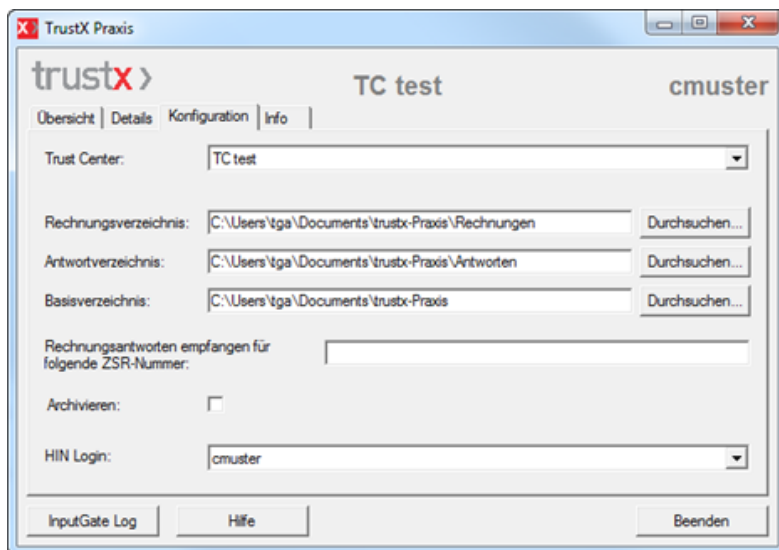 TrustX Praxis
trustx
TC test
cmuster
Übersicht Details Konfiguration Info
Trust Center: TC test
Rechnungsverzeichnis: C:\Users\tga\Documents\trustx-Praxis\Rechnungen Durchsuchen...
Antwortverzeichnis: C:\Users\tga\Documents\trustx-Praxis\Antworten Durchsuchen...
Basisverzeichnis: C:\Users\tga\Documents\trustx-Praxis Durchsuchen...
Rechnungsantworten empfangen für
folgende ZSR-Nummer:
Archivieren:
HIN Login: cmuster
InputGate Log Hilfe Beenden